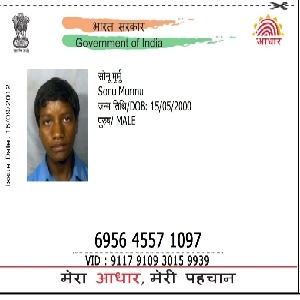 भारत सरकार
Government of India
आधार
सोनू मुर्मू
Sonu Murmu
जन्म तिथि/DOB: 15/05/2000
पुरुष/ MALE
Issue Date: 15/09/2012
6956 4557 1097
VID : 9117 9109 3015 9939
मेरा आधार, मेरी पहचान